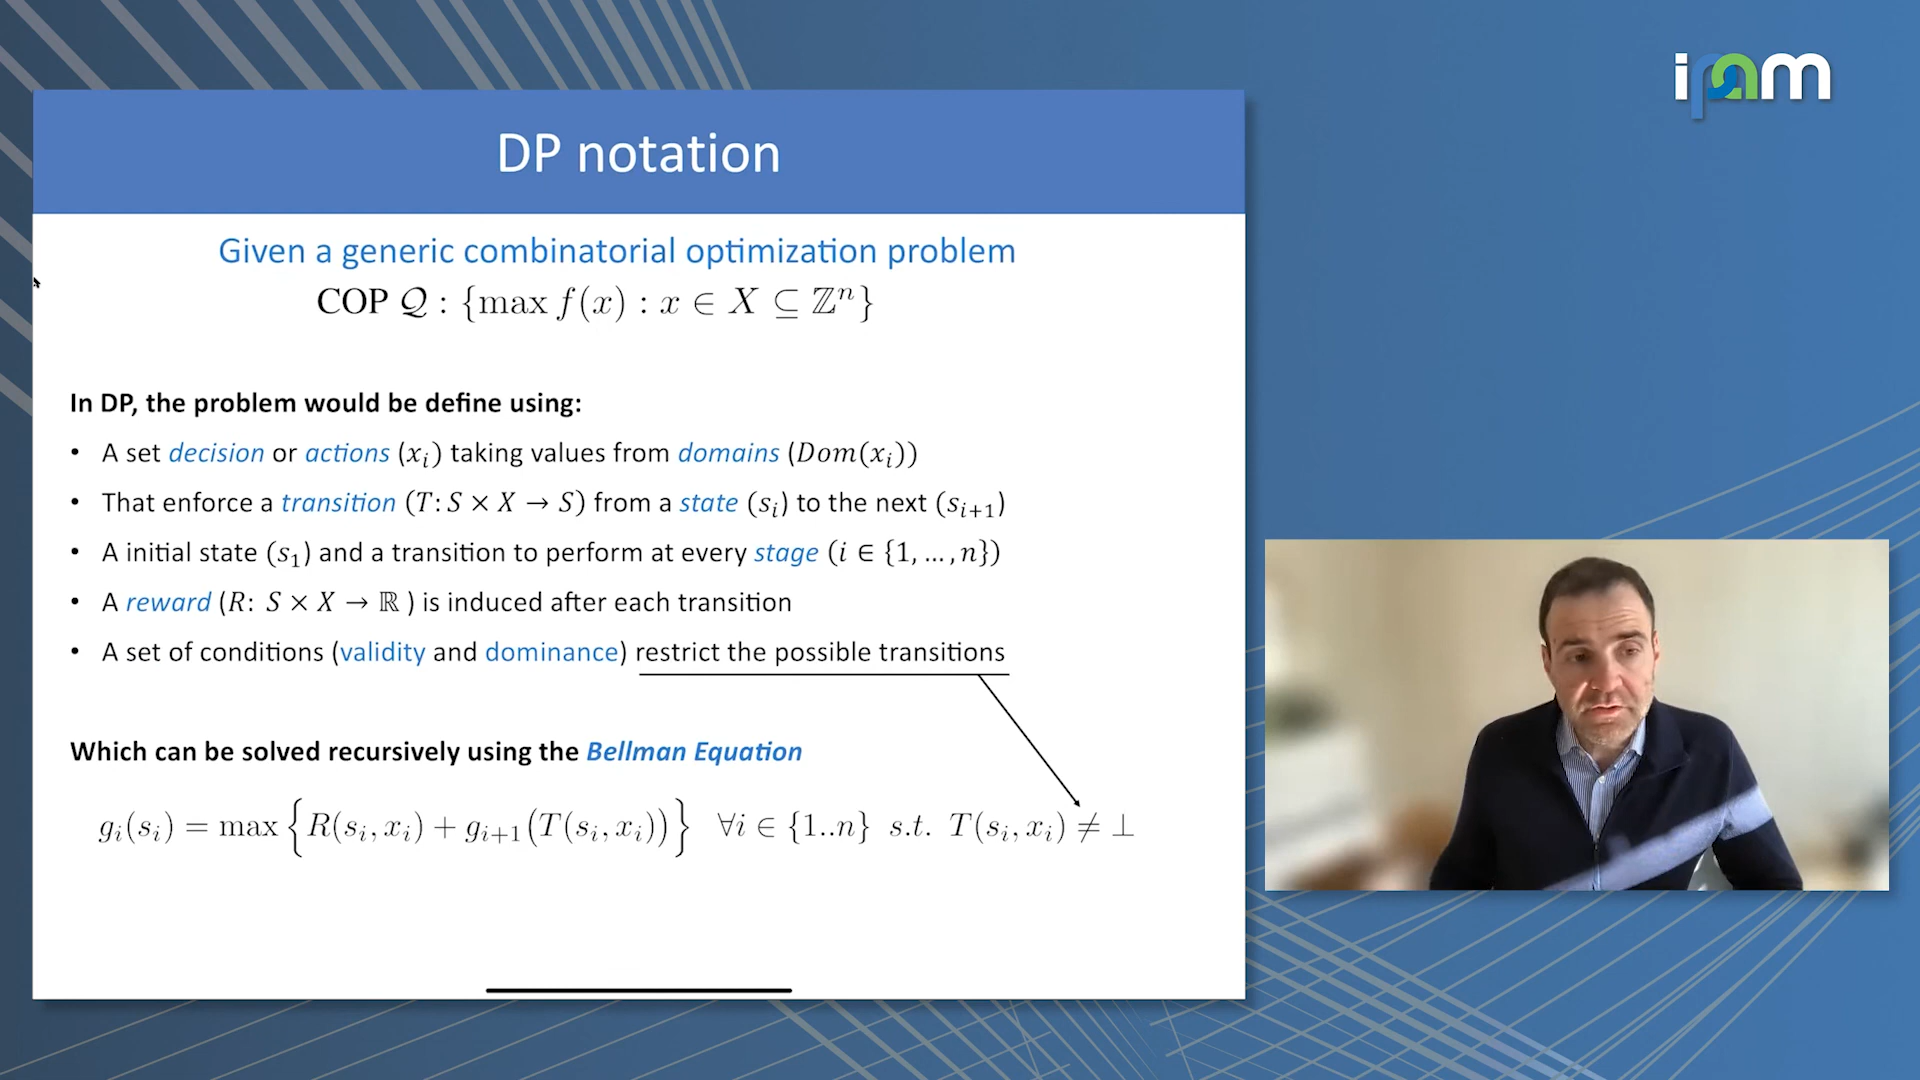 ipam
DP notation
Given a generic combinatorial optimization problem
COP 𝒬 : {max f(x) : x ∈ X ⊆ ℤⁿ}
In DP, the problem would be define using:
• A set decision or actions (xᵢ) taking values from domains (Dom(xᵢ))
• That enforce a transition (T: S × X → S) from a state (sᵢ) to the next (sᵢ₊₁)
• A initial state (s₁) and a transition to perform at every stage (i ∈ {1, … , n})
• A reward (R: S × X → ℝ ) is induced after each transition
• A set of conditions (validity and dominance) restrict the possible transitions
Which can be solved recursively using the Bellman Equation
gᵢ(sᵢ) = max {R(sᵢ, xᵢ) + gᵢ₊₁(T(sᵢ, xᵢ))} ∀i ∈ {1..n} s.t. T(sᵢ, xᵢ) ≠ ⊥